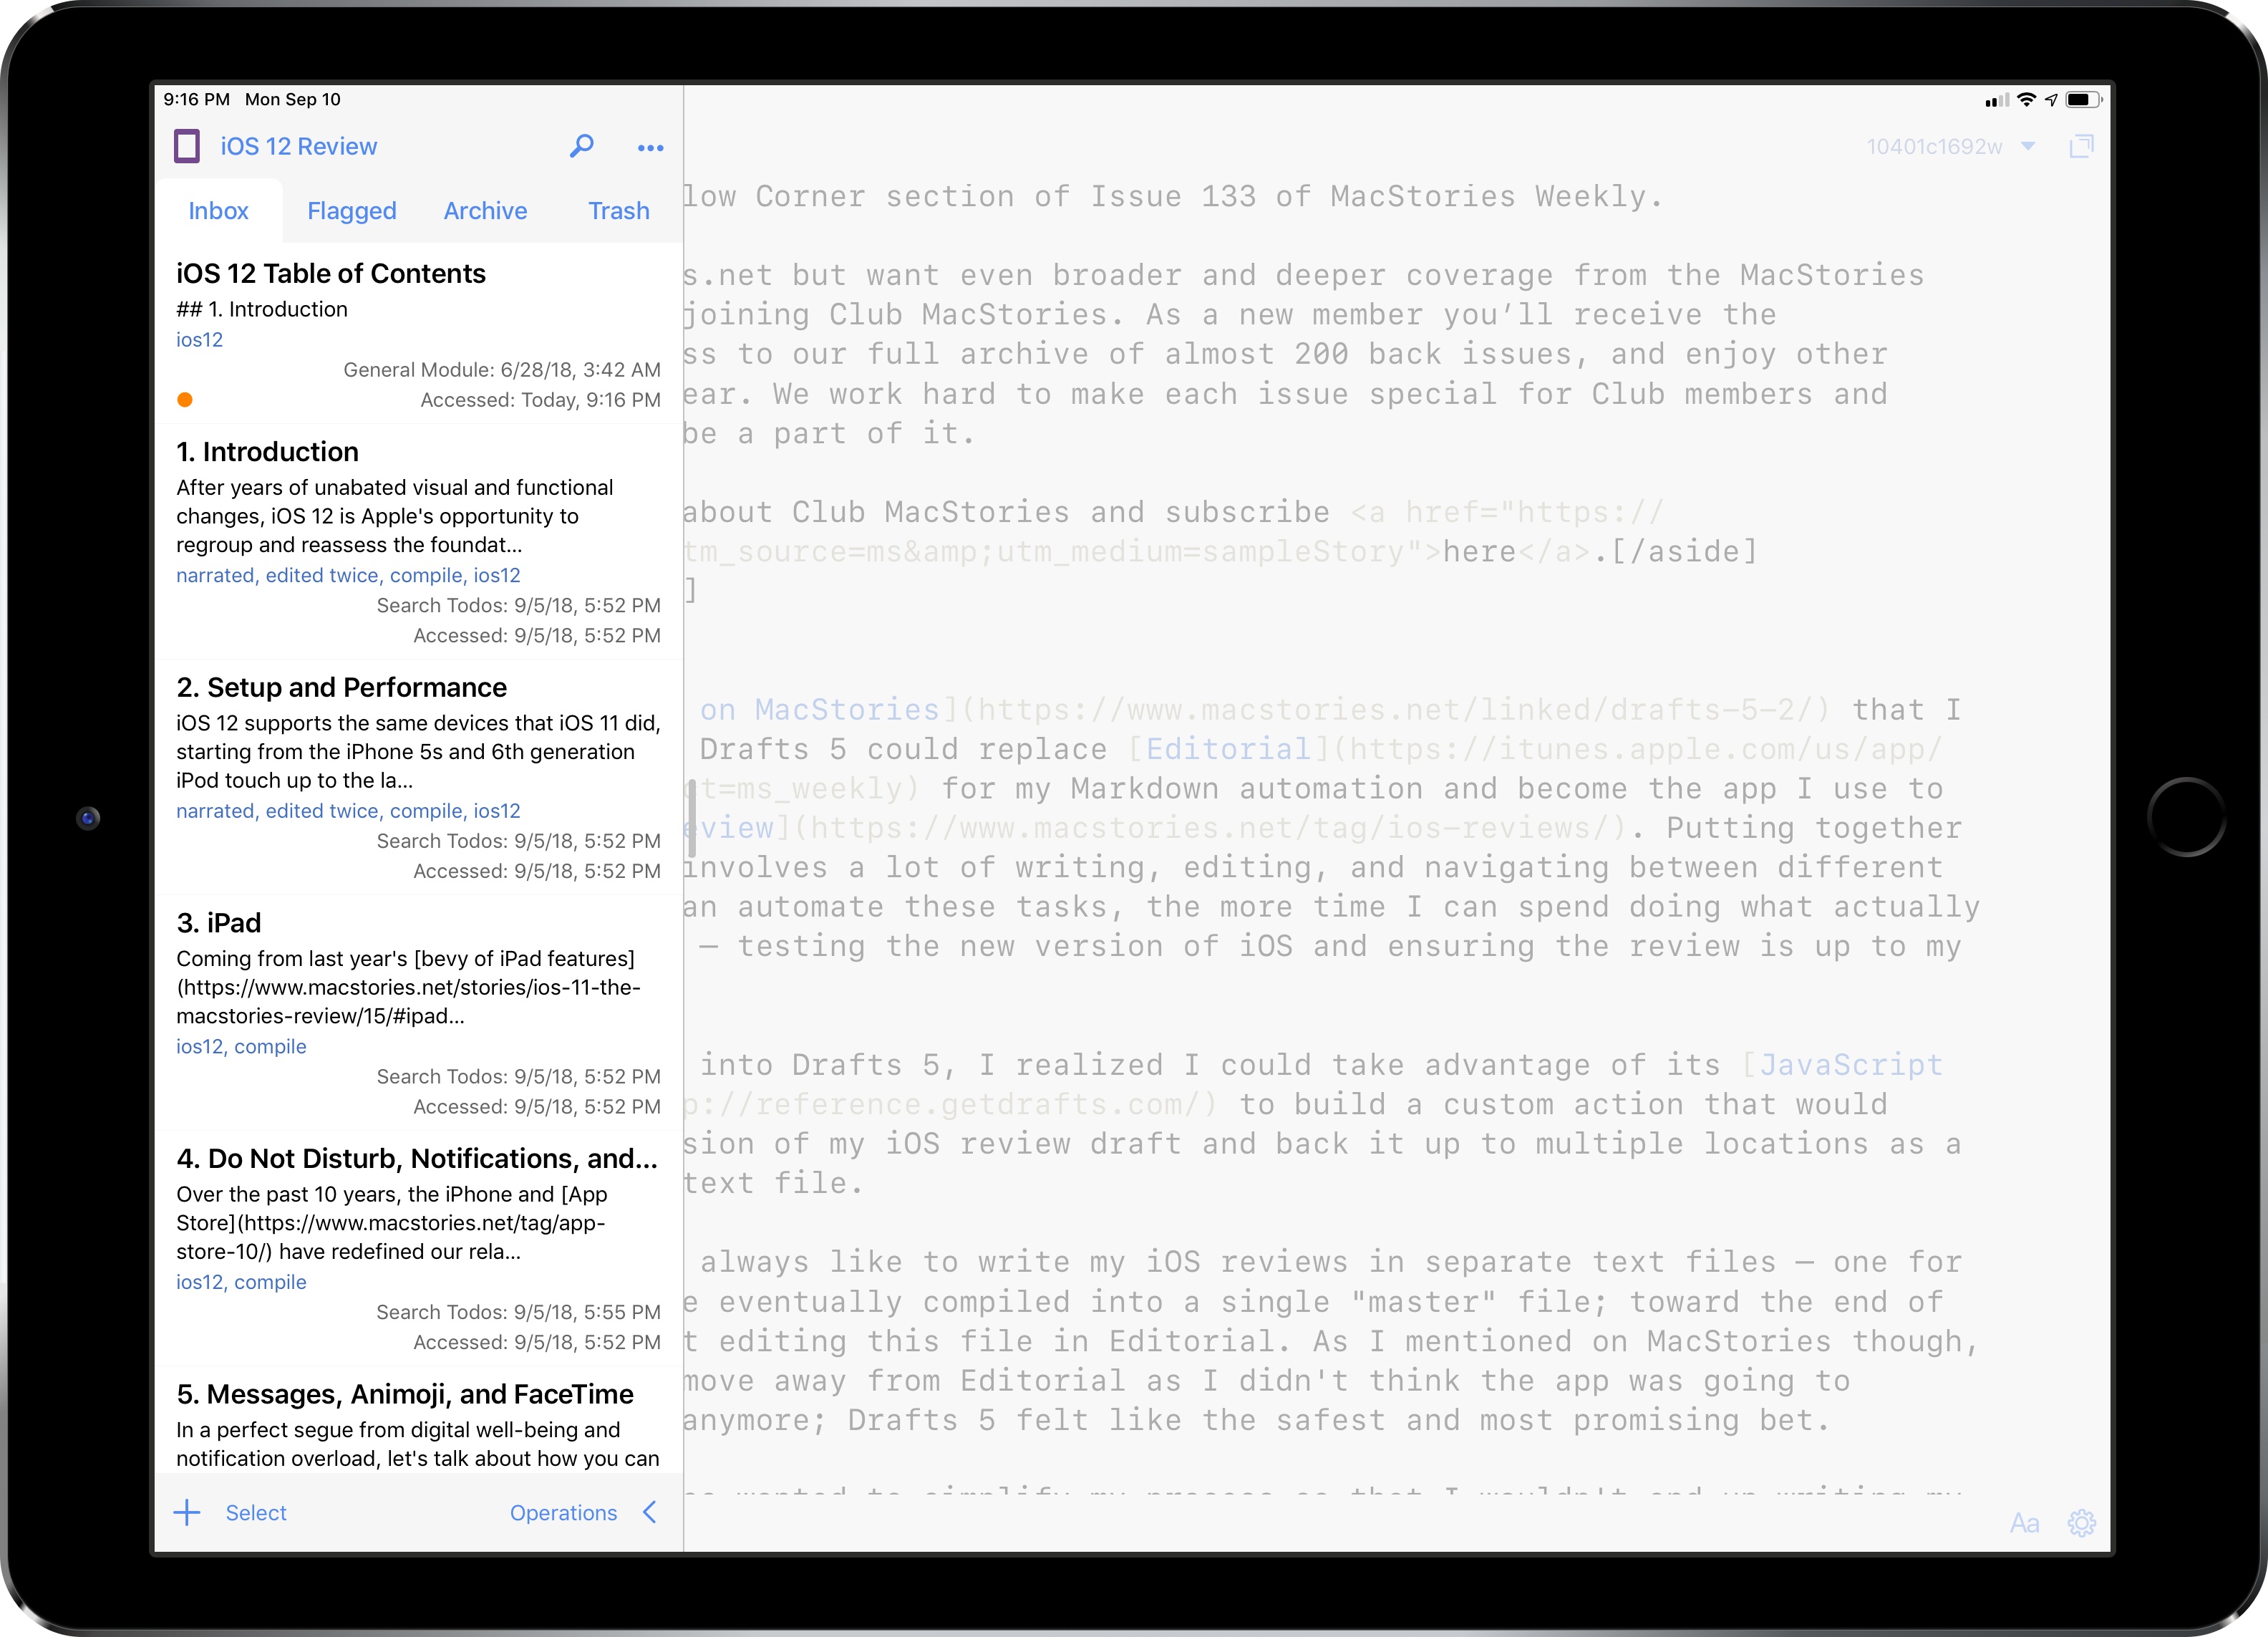 9:16 PM Mon Sep 10
iOS 12 Review
Inbox Flagged Archive Trash
iOS 12 Table of Contents
## 1. Introduction
ios12
General Module: 6/28/18, 3:42 AM
Accessed: Today, 9:16 PM
1. Introduction
After years of unabated visual and functional
changes, iOS 12 is Apple's opportunity to
regroup and reassess the foundat...
narrated, edited twice, compile, ios12
Search Todos: 9/5/18, 5:52 PM
Accessed: 9/5/18, 5:52 PM
2. Setup and Performance
iOS 12 supports the same devices that iOS 11 did,
starting from the iPhone 5s and 6th generation
iPod touch up to the la...
narrated, edited twice, compile, ios12
Search Todos: 9/5/18, 5:52 PM
Accessed: 9/5/18, 5:52 PM
3. iPad
Coming from last year's [bevy of iPad features]
(https://www.macstories.net/stories/ios-11-the-
macstories-review/15/#ipad...
ios12, compile
Search Todos: 9/5/18, 5:52 PM
Accessed: 9/5/18, 5:52 PM
4. Do Not Disturb, Notifications, and...
Over the past 10 years, the iPhone and [App
Store](https://www.macstories.net/tag/app-
store-10/) have redefined our rela...
ios12, compile
Search Todos: 9/5/18, 5:55 PM
Accessed: 9/5/18, 5:52 PM
5. Messages, Animoji, and FaceTime
In a perfect segue from digital well-being and
notification overload, let's talk about how you can
Select Operations
10401c1692w
low Corner section of Issue 133 of MacStories Weekly.
s.net but want even broader and deeper coverage from the MacStories
joining Club MacStories. As a new member you’ll receive the
ss to our full archive of almost 200 back issues, and enjoy other
ear. We work hard to make each issue special for Club members and
be a part of it.
about Club MacStories and subscribe <a href="https://
tm_source=ms&amp;utm_medium=sampleStory">here</a>.[/aside]
]
on MacStories](https://www.macstories.net/linked/drafts-5-2/) that I
Drafts 5 could replace [Editorial](https://itunes.apple.com/us/app/
t=ms_weekly) for my Markdown automation and become the app I use to
eview](https://www.macstories.net/tag/ios-reviews/). Putting together
involves a lot of writing, editing, and navigating between different
an automate these tasks, the more time I can spend doing what actually
— testing the new version of iOS and ensuring the review is up to my
into Drafts 5, I realized I could take advantage of its [JavaScript
p://reference.getdrafts.com/) to build a custom action that would
sion of my iOS review draft and back it up to multiple locations as a
text file.
always like to write my iOS reviews in separate text files — one for
e eventually compiled into a single "master" file; toward the end of
t editing this file in Editorial. As I mentioned on MacStories though,
move away from Editorial as I didn't think the app was going to
anymore; Drafts 5 felt like the safest and most promising bet.
wanted to simplify my process so that I wouldn't end up writing my
Aa